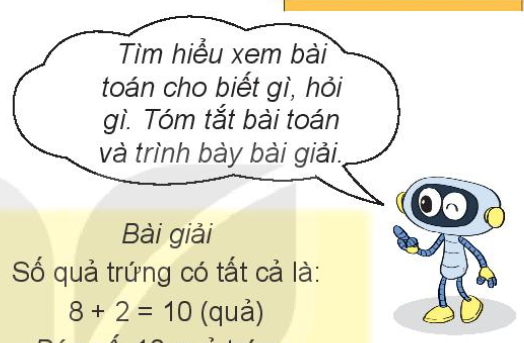 Tìm hiểu xem bài
toán cho biết gì, hỏi
gì. Tóm tắt bài toán
và trình bày bài giải.
Bài giải
Số quả trứng có tất cả là:
8 + 2 = 10 (quả)